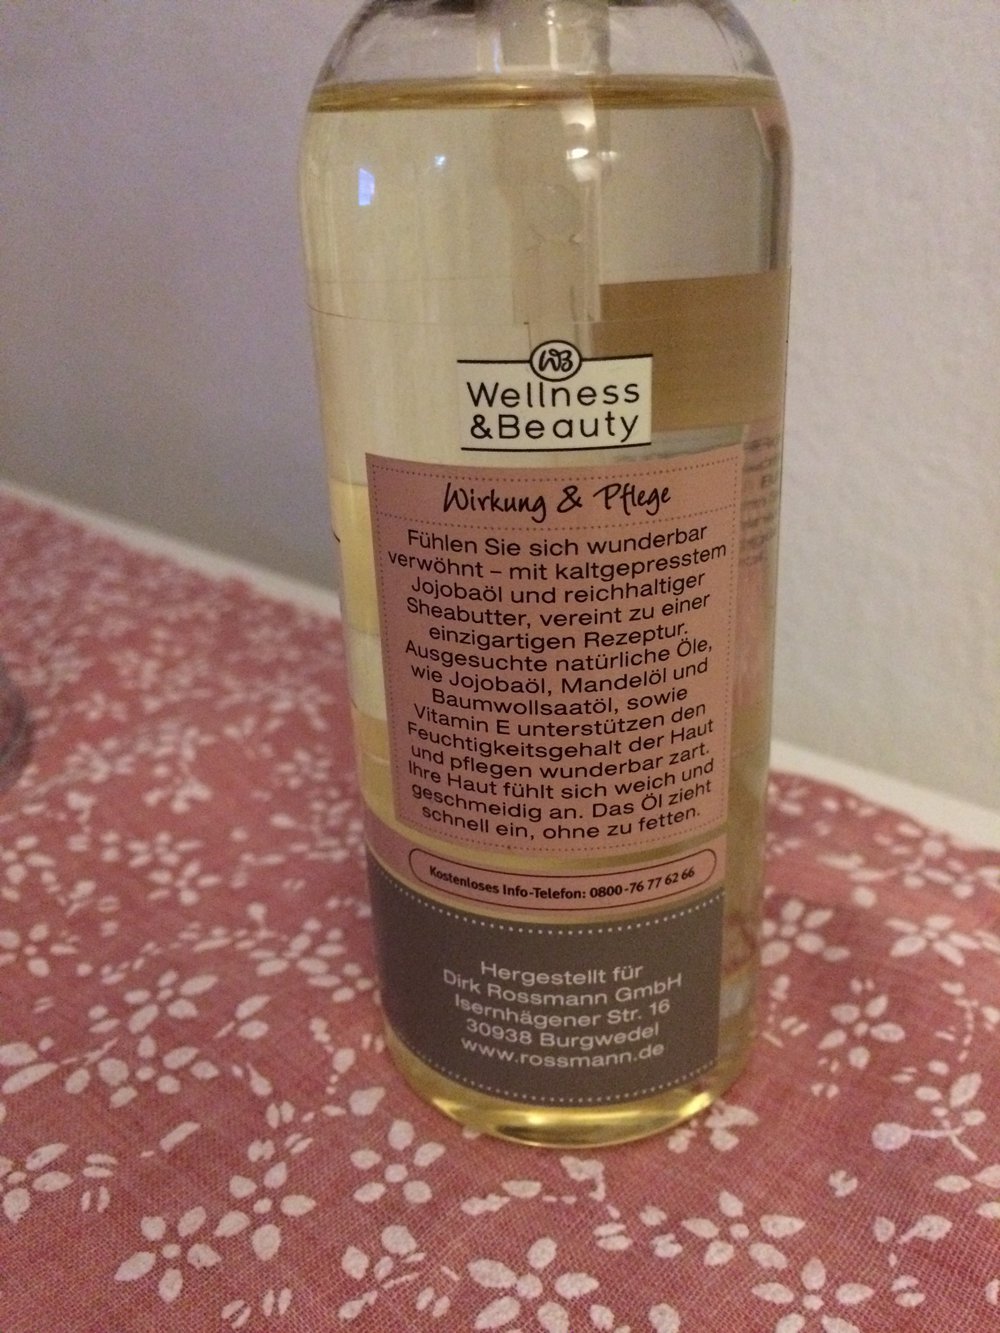 WB
Wellness
&Beauty
Wirkung & Pflege
Fühlen Sie sich wunderbar
verwöhnt – mit kaltgepresstem
Jojobaöl und reichhaltiger
Sheabutter, vereint zu einer
einzigartigen Rezeptur.
Ausgesuchte natürliche Öle,
wie Jojobaöl, Mandelöl und
Baumwollsaatöl, sowie
Vitamin E unterstützen den
Feuchtigkeitsgehalt der Haut
und pflegen wunderbar zart.
Ihre Haut fühlt sich weich und
geschmeidig an. Das Öl zieht
schnell ein, ohne zu fetten.
Kostenloses Info-Telefon: 0800-76 77 62 66
Hergestellt für
Dirk Rossmann GmbH
Isernhägener Str. 16
30938 Burgwedel
www.rossmann.de